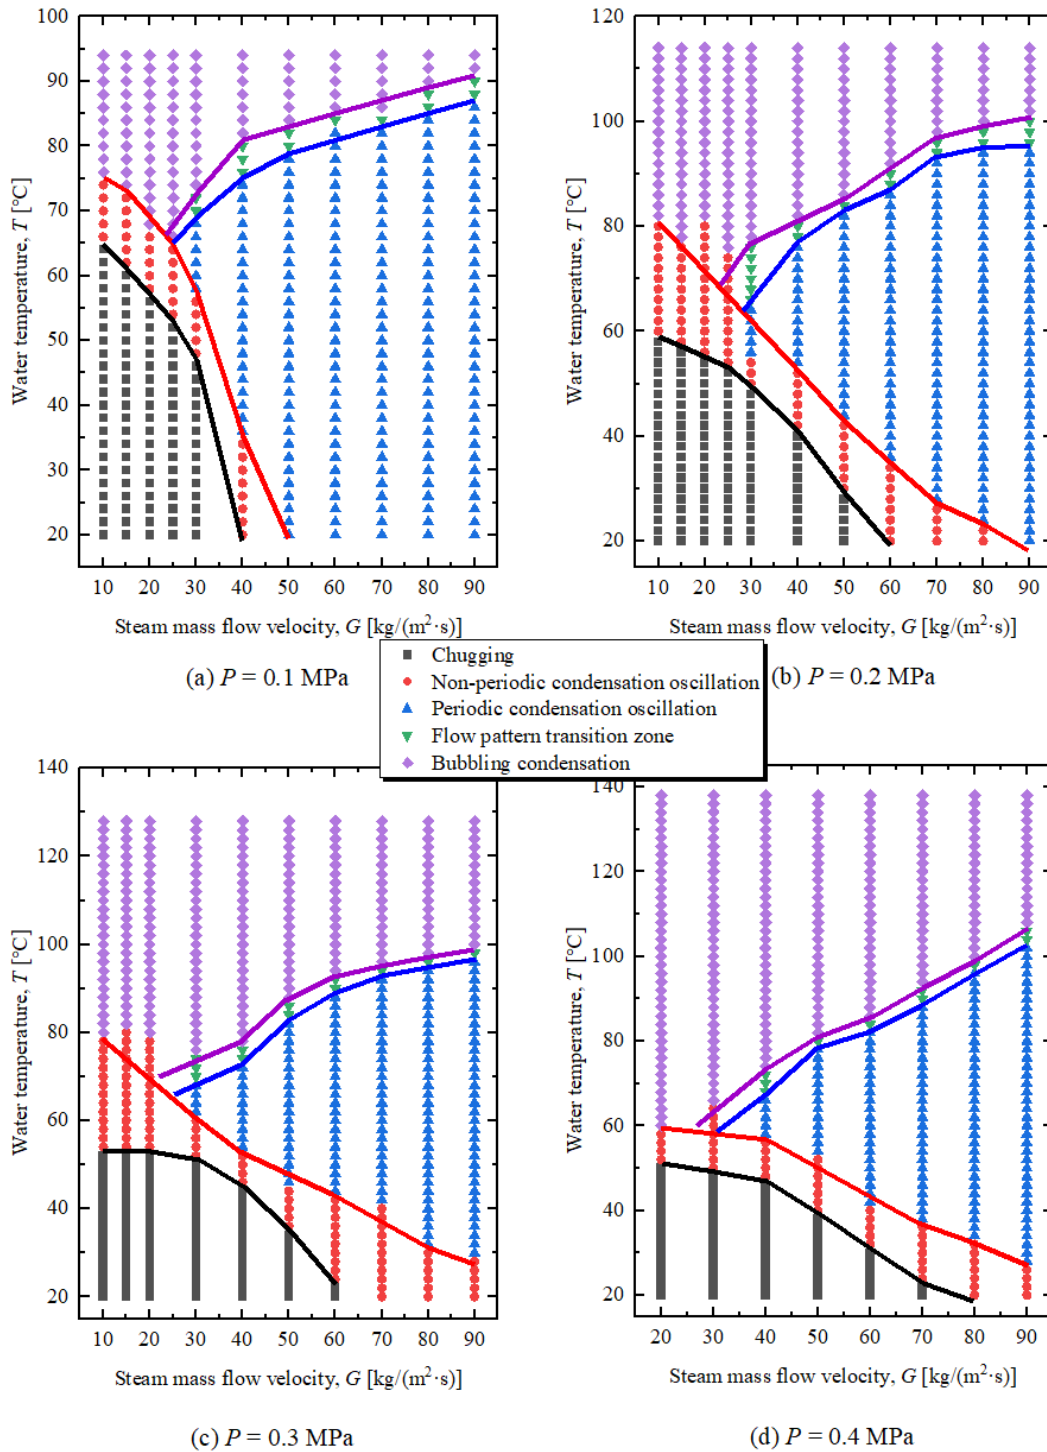 100
90
80
70
60
50
40
30
20
Water temperature, T [℃]
10 20 30 40 50 60 70 80 90
Steam mass flow velocity, G [kg/(m²·s)]
(a) P = 0.1 MPa
120
100
80
60
40
20
Water temperature, T [℃]
10 20 30 40 50 60 70 80 90
Steam mass flow velocity, G [kg/(m²·s)]
(b) P = 0.2 MPa
Chugging
Non-periodic condensation oscillation
Periodic condensation oscillation
Flow pattern transition zone
Bubbling condensation
140
120
100
80
60
40
20
Water temperature, T [℃]
10 20 30 40 50 60 70 80 90
Steam mass flow velocity, G [kg/(m²·s)]
(c) P = 0.3 MPa
140
120
100
80
60
40
20
Water temperature, T [℃]
20 30 40 50 60 70 80 90
Steam mass flow velocity, G [kg/(m²·s)]
(d) P = 0.4 MPa